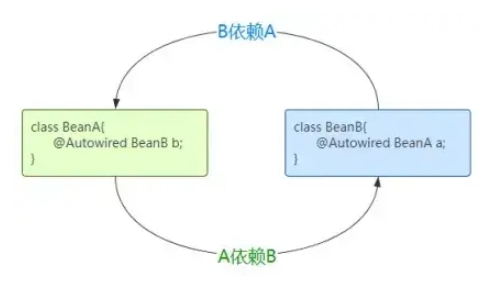 B依赖A
class BeanA{
@Autowired BeanB b;
}
class BeanB{
@Autowired BeanA a;
}
A依赖B